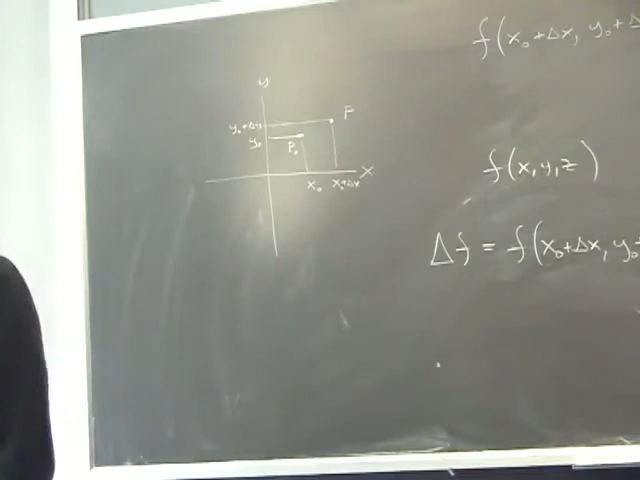 f(x₀+Δx, y₀+Δ
y
y₀+Δy
P
y₀
P₀
x
x₀ x₀+Δx
f(x,y,z)
Δf = f(x₀+Δx, y₀+